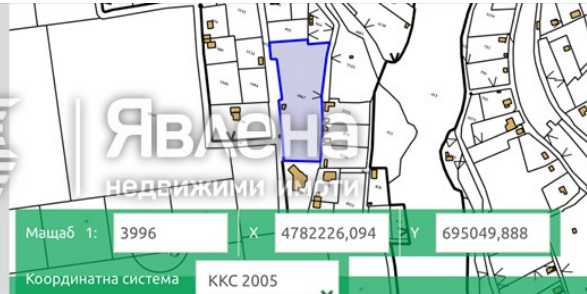 Явлена
недвижими имоти
Мащаб 1: 3996 X 4782226,094 Y 695049,888
Координатна система ККС 2005